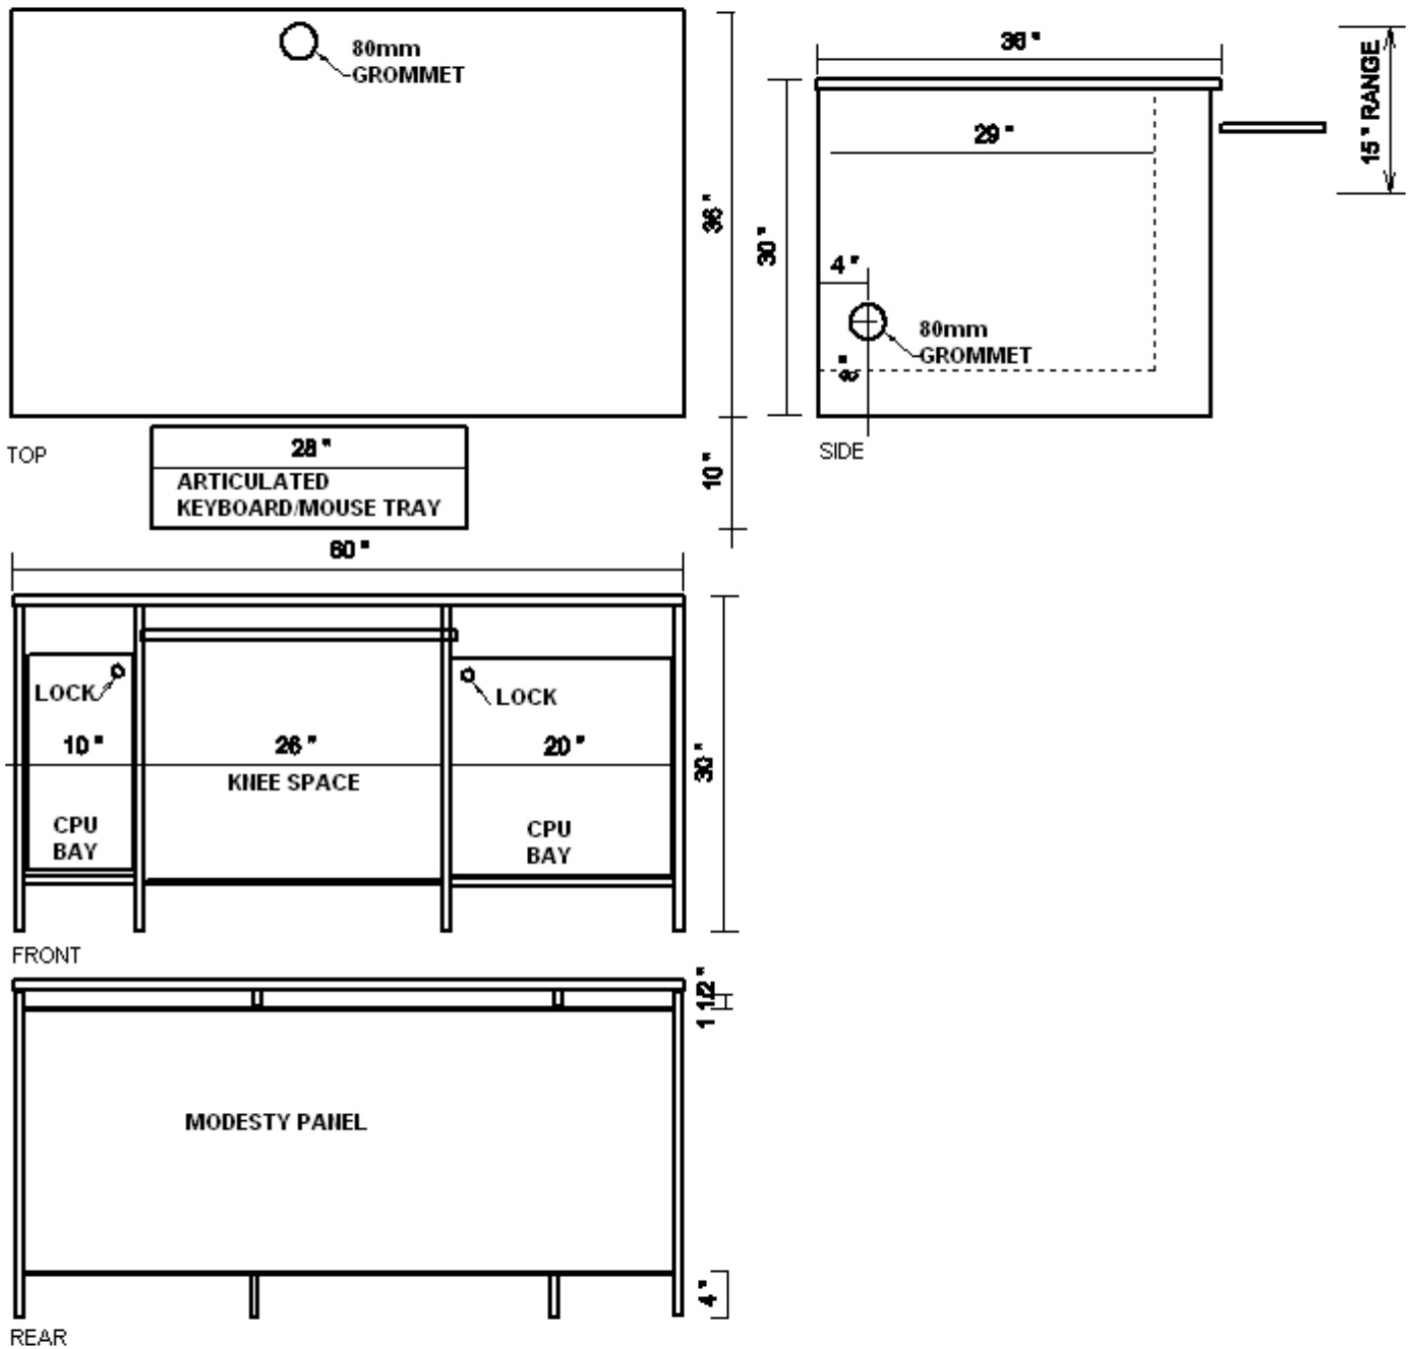 80mm
GROMMET
36 "
TOP
28 "
ARTICULATED
KEYBOARD/MOUSE TRAY
10 "
36 "
15 " RANGE
29 "
30 "
4 "
80mm
GROMMET
8 "
SIDE
60 "
LOCK
LOCK
10 "
26 "
20 "
KNEE SPACE
30 "
CPU
BAY
CPU
BAY
FRONT
1 1/2 "
MODESTY PANEL
4 "
REAR